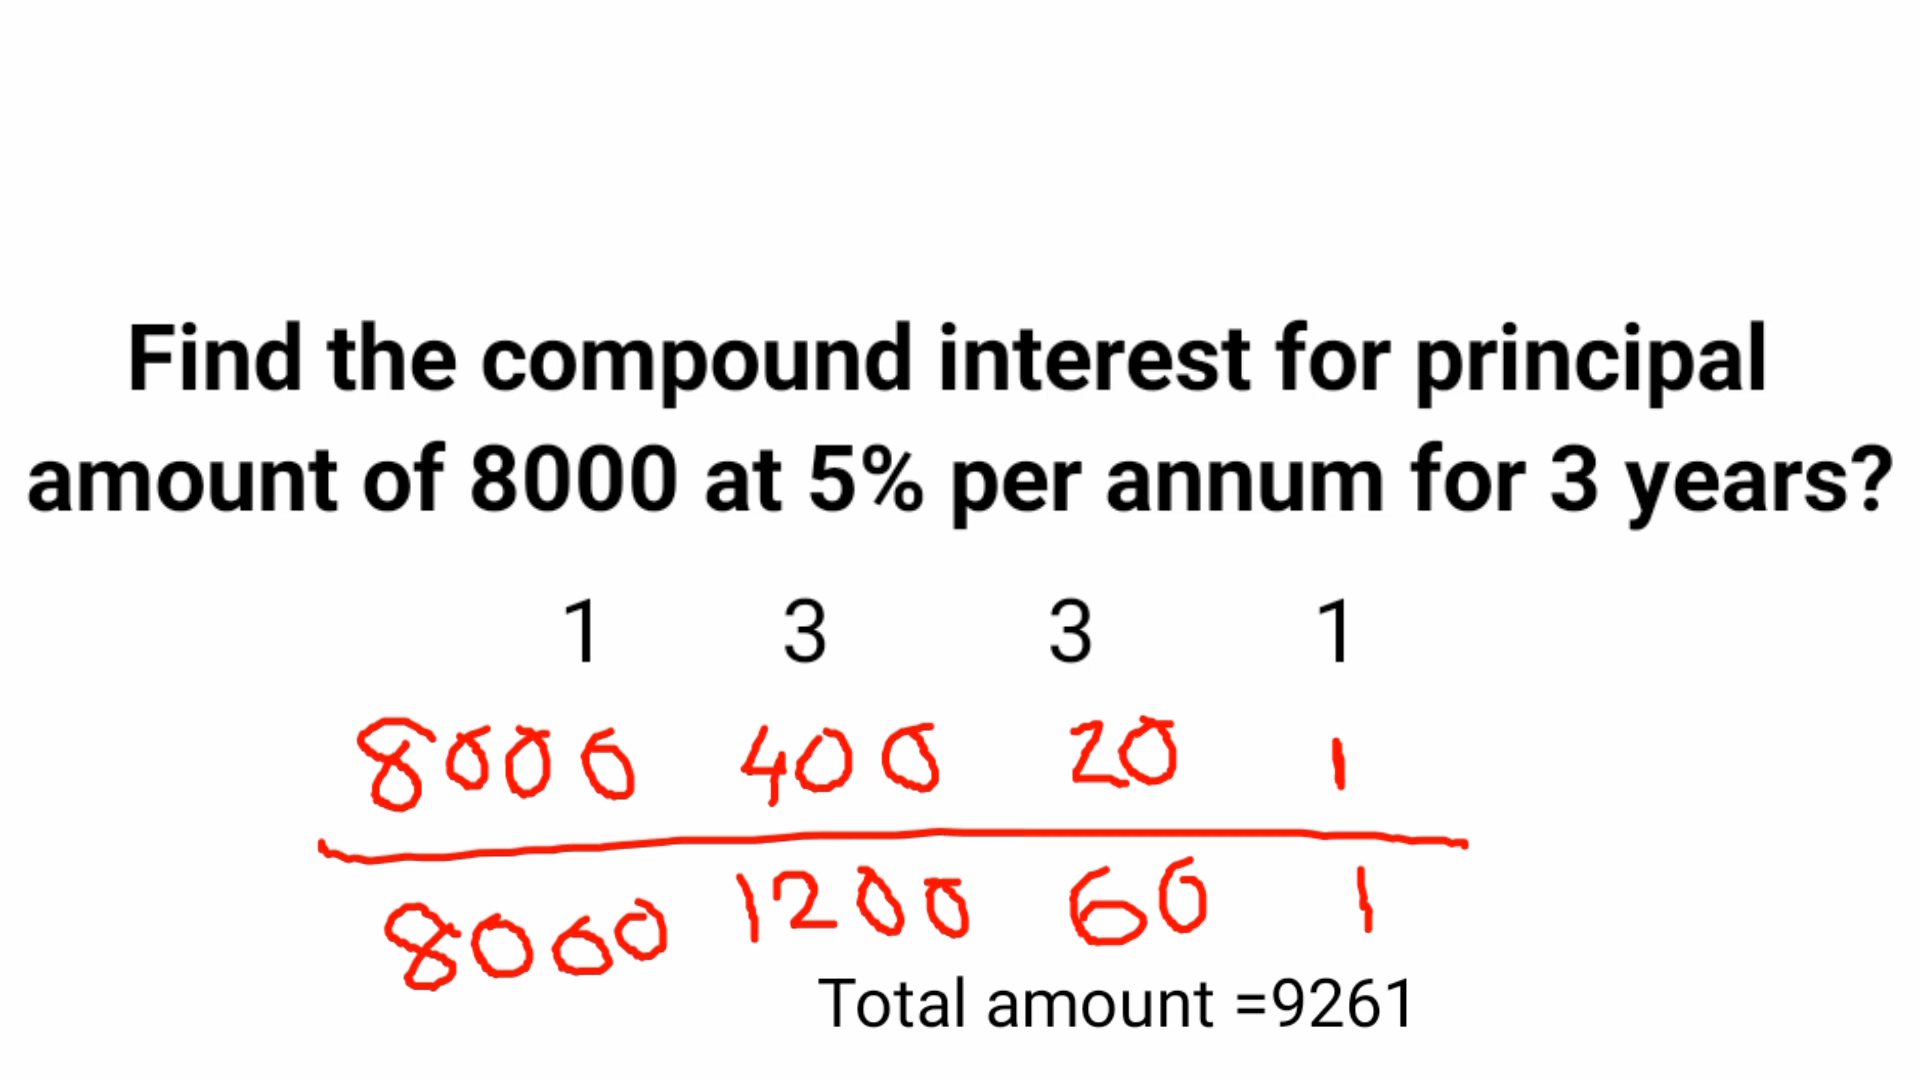 Find the compound interest for principal
amount of 8000 at 5% per annum for 3 years?
1 3 3 1
8000 400 20 1
8000 1200 60 1
Total amount =9261